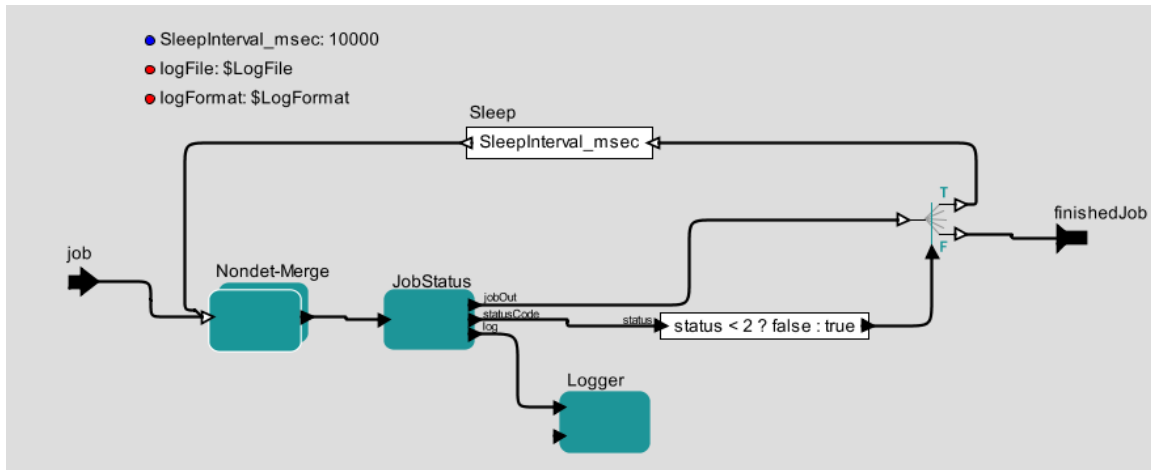 SleepInterval_msec: 10000
logFile: $LogFile
logFormat: $LogFormat
Sleep
SleepInterval_msec
T
finishedJob
F
job
Nondet-Merge
JobStatus
jobOut
statusCode
log
status
status < 2 ? false : true
Logger